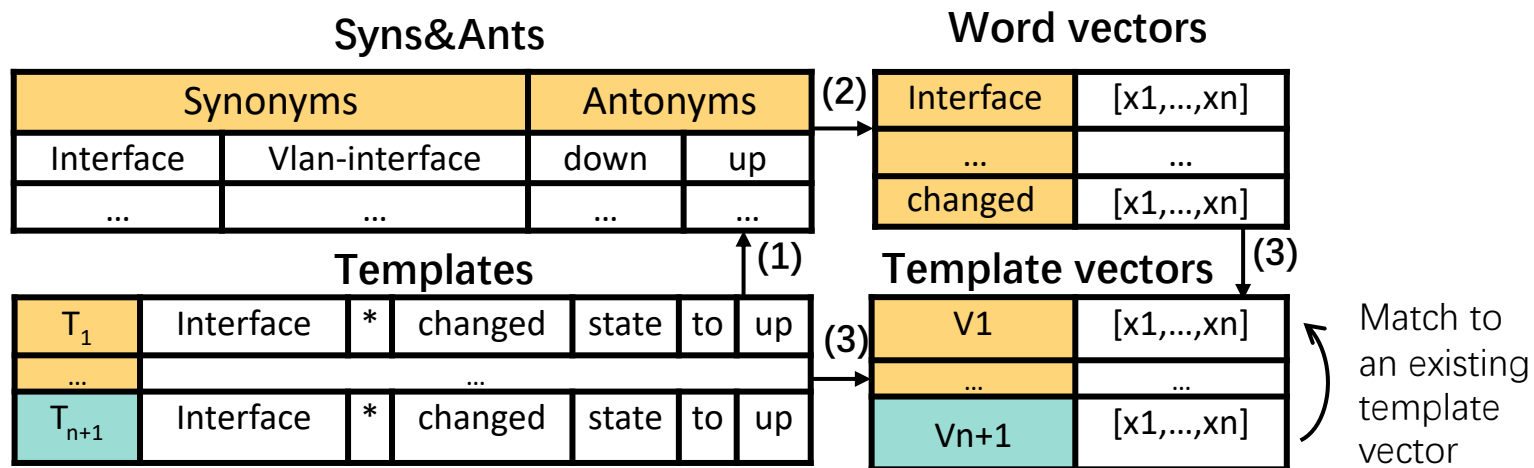 Syns&Ants
Word vectors
Synonyms Antonyms
Interface Vlan-interface down up
... ... ... ...
(2)
Interface [x1,...,xn]
... ...
changed [x1,...,xn]
(1)
(3)
Templates
Template vectors
T1 Interface * changed state to up
... ...
Tn+1 Interface * changed state to up
(3)
V1 [x1,...,xn]
... ...
Vn+1 [x1,...,xn]
Match to
an existing
template
vector